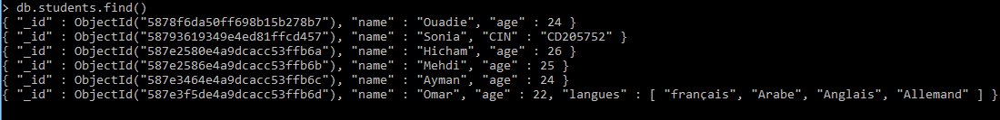 > db.students.find()
{ "_id" : ObjectId("5878f6da50ff698b15b278b7"), "name" : "Ouadie", "age" : 24 }
{ "_id" : ObjectId("58793619349e4ed81ffcd457"), "name" : "Sonia", "CIN" : "CD205752" }
{ "_id" : ObjectId("587e2580e4a9dcacc53ffb6a"), "name" : "Hicham", "age" : 26 }
{ "_id" : ObjectId("587e2586e4a9dcacc53ffb6b"), "name" : "Mehdi", "age" : 25 }
{ "_id" : ObjectId("587e3464e4a9dcacc53ffb6c"), "name" : "Ayman", "age" : 24 }
{ "_id" : ObjectId("587e3f5de4a9dcacc53ffb6d"), "name" : "Omar", "age" : 22, "langues" : [ "français", "Arabe", "Anglais", "Allemand" ] }